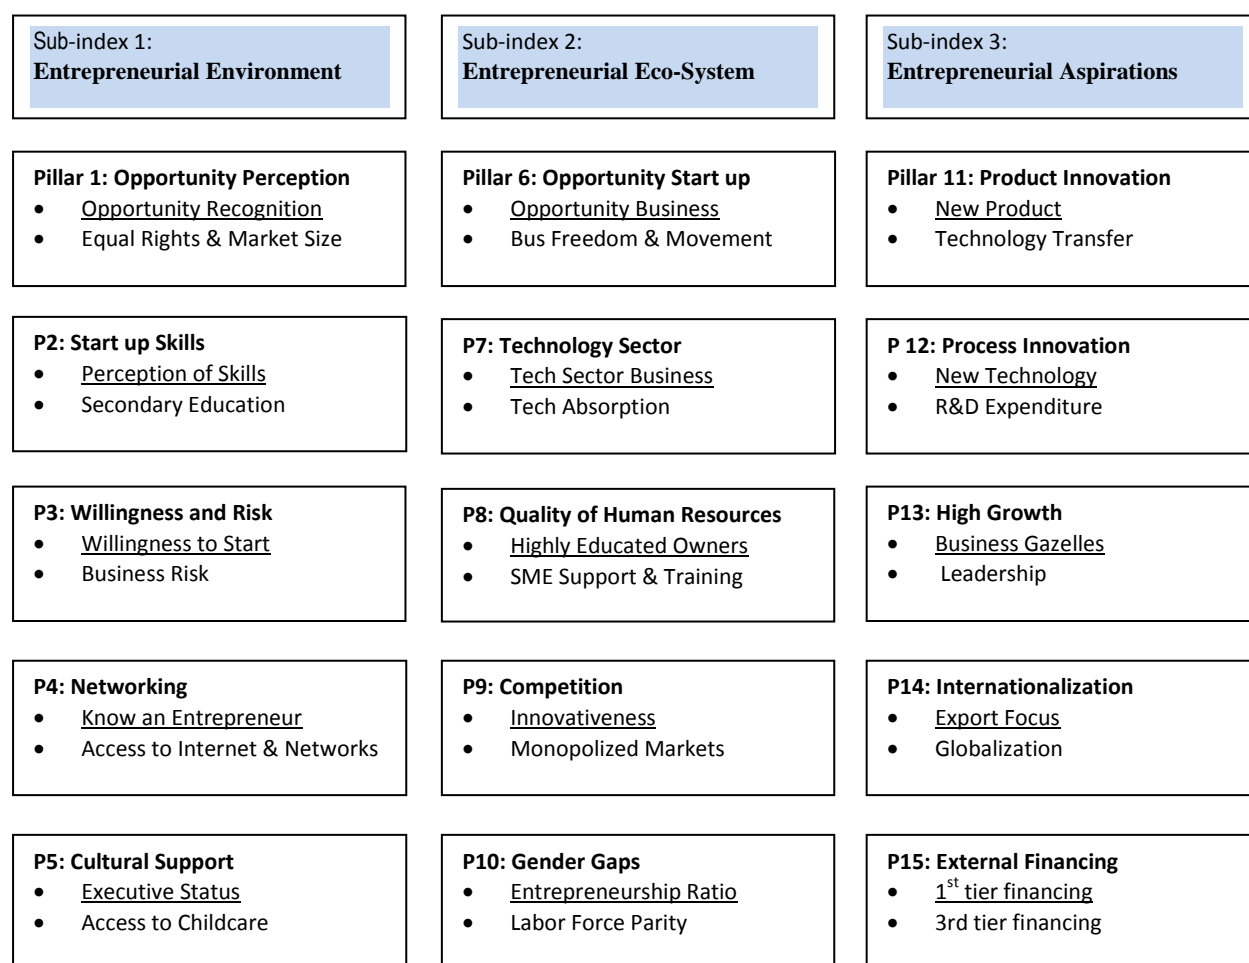 Sub-index 1:
Entrepreneurial Environment
Pillar 1: Opportunity Perception
• Opportunity Recognition
• Equal Rights & Market Size
P2: Start up Skills
• Perception of Skills
• Secondary Education
P3: Willingness and Risk
• Willingness to Start
• Business Risk
P4: Networking
• Know an Entrepreneur
• Access to Internet & Networks
P5: Cultural Support
• Executive Status
• Access to Childcare
Sub-index 2:
Entrepreneurial Eco-System
Pillar 6: Opportunity Start up
• Opportunity Business
• Bus Freedom & Movement
P7: Technology Sector
• Tech Sector Business
• Tech Absorption
P8: Quality of Human Resources
• Highly Educated Owners
• SME Support & Training
P9: Competition
• Innovativeness
• Monopolized Markets
P10: Gender Gaps
• Entrepreneurship Ratio
• Labor Force Parity
Sub-index 3:
Entrepreneurial Aspirations
Pillar 11: Product Innovation
• New Product
• Technology Transfer
P 12: Process Innovation
• New Technology
• R&D Expenditure
P13: High Growth
• Business Gazelles
• Leadership
P14: Internationalization
• Export Focus
• Globalization
P15: External Financing
• 1st tier financing
• 3rd tier financing